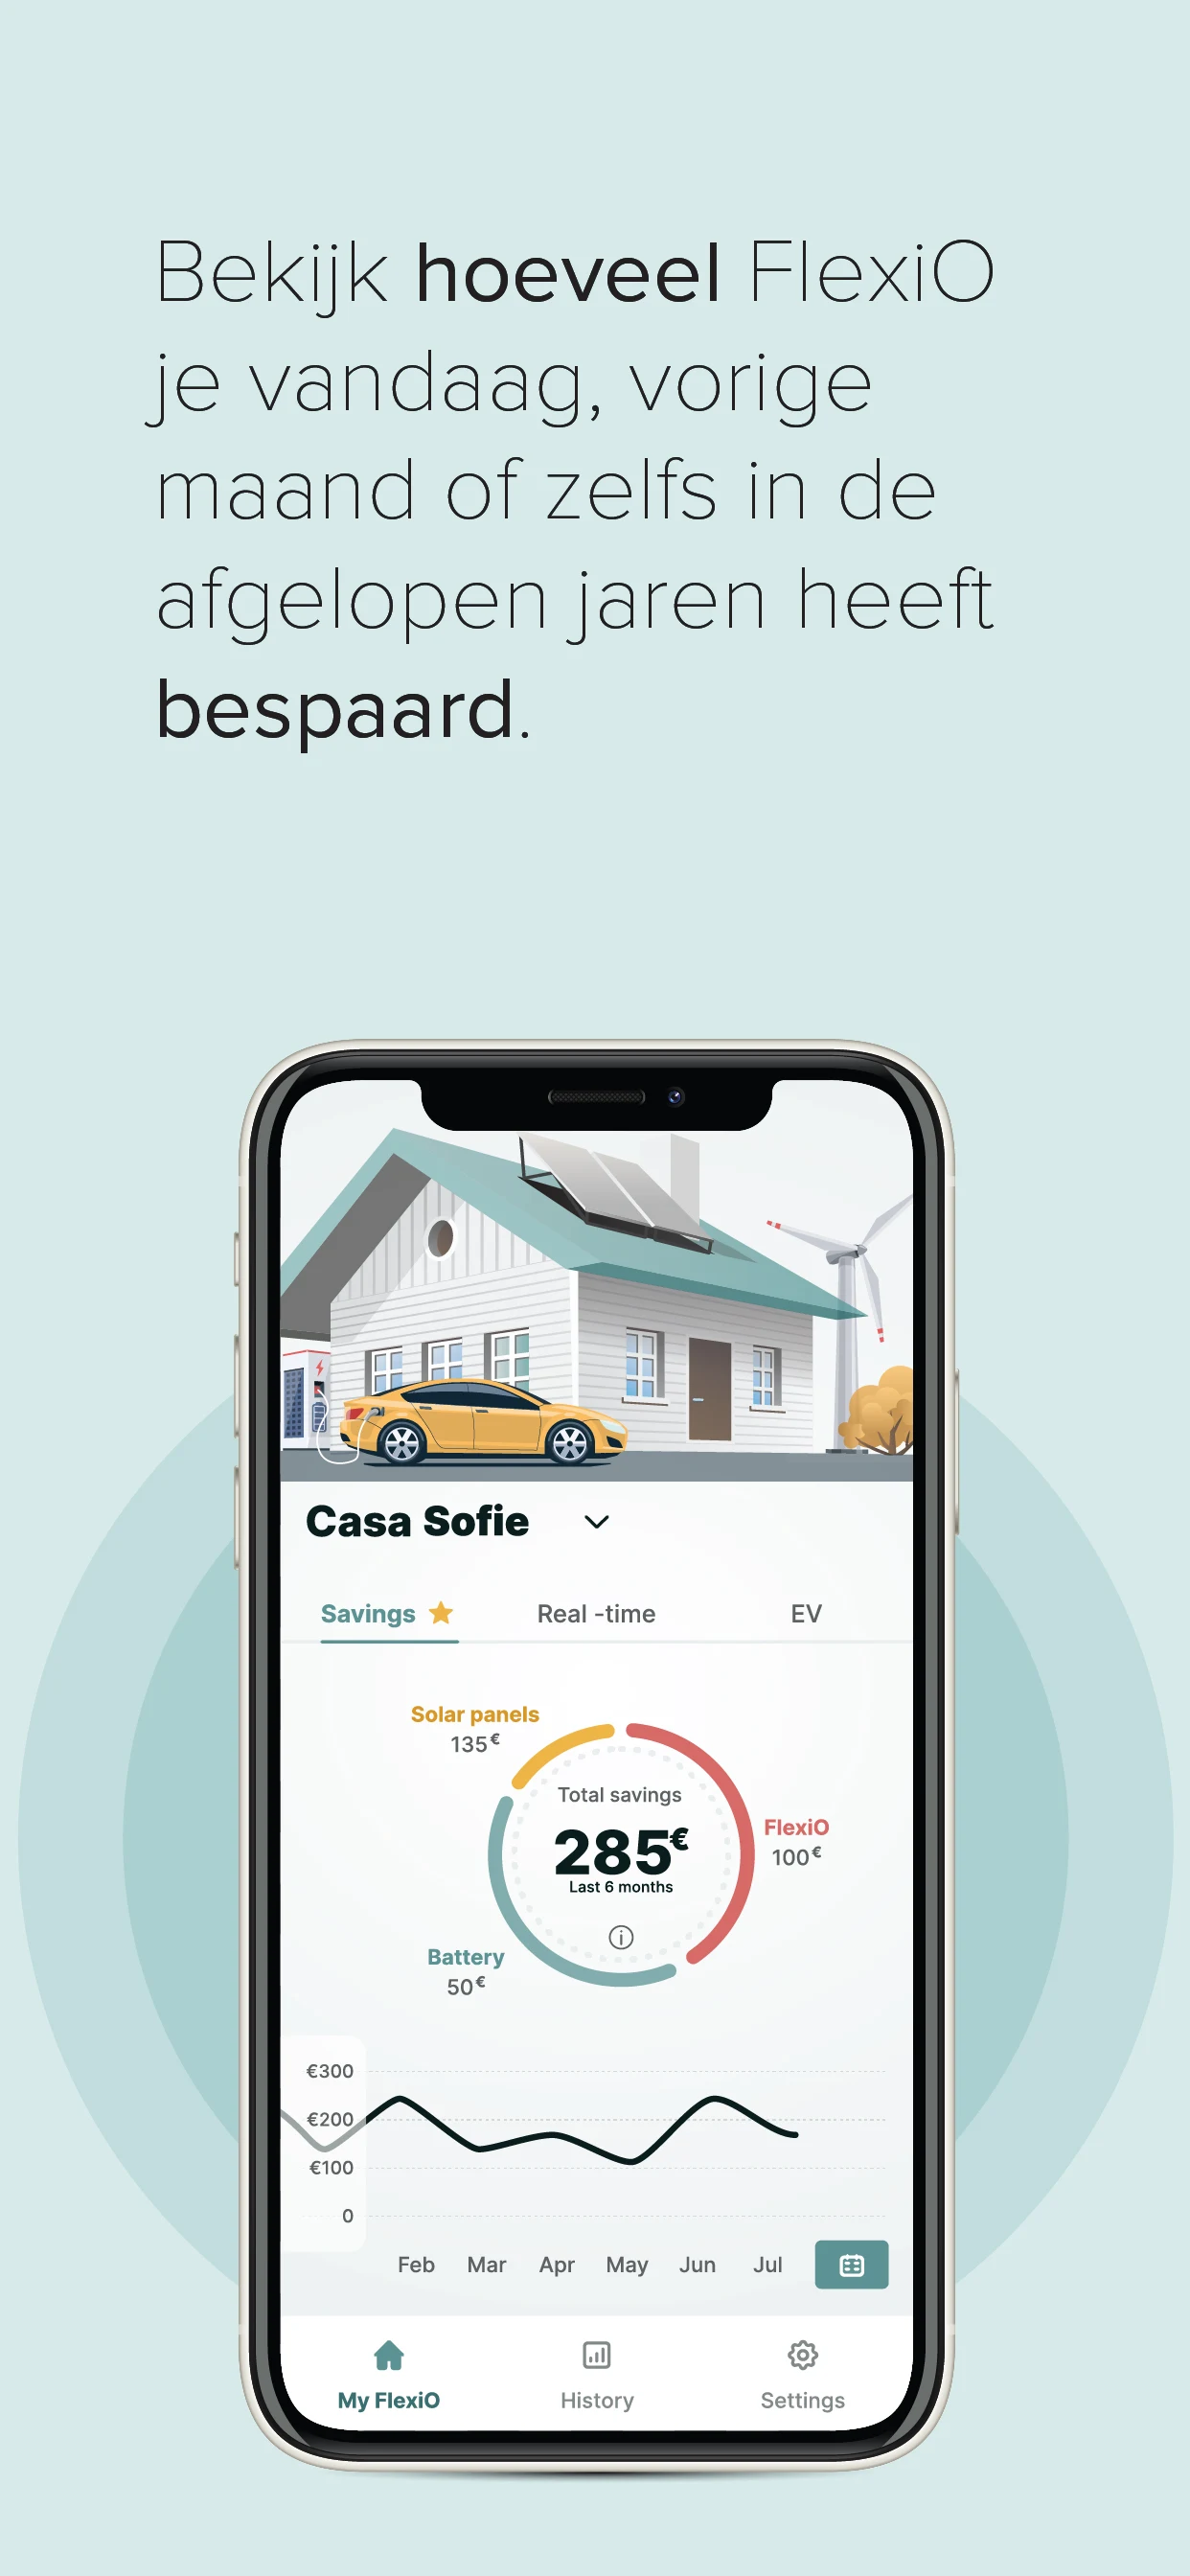 Bekijk hoeveel FlexiO
je vandaag, vorige
maand of zelfs in de
afgelopen jaren heeft
bespaard.
Casa Sofie
Savings Real -time EV
Solar panels
135€
Total savings
285€
Last 6 months
FlexiO
100€
Battery
50€
€300
€200
€100
0
Feb Mar Apr May Jun Jul
My FlexiO History Settings